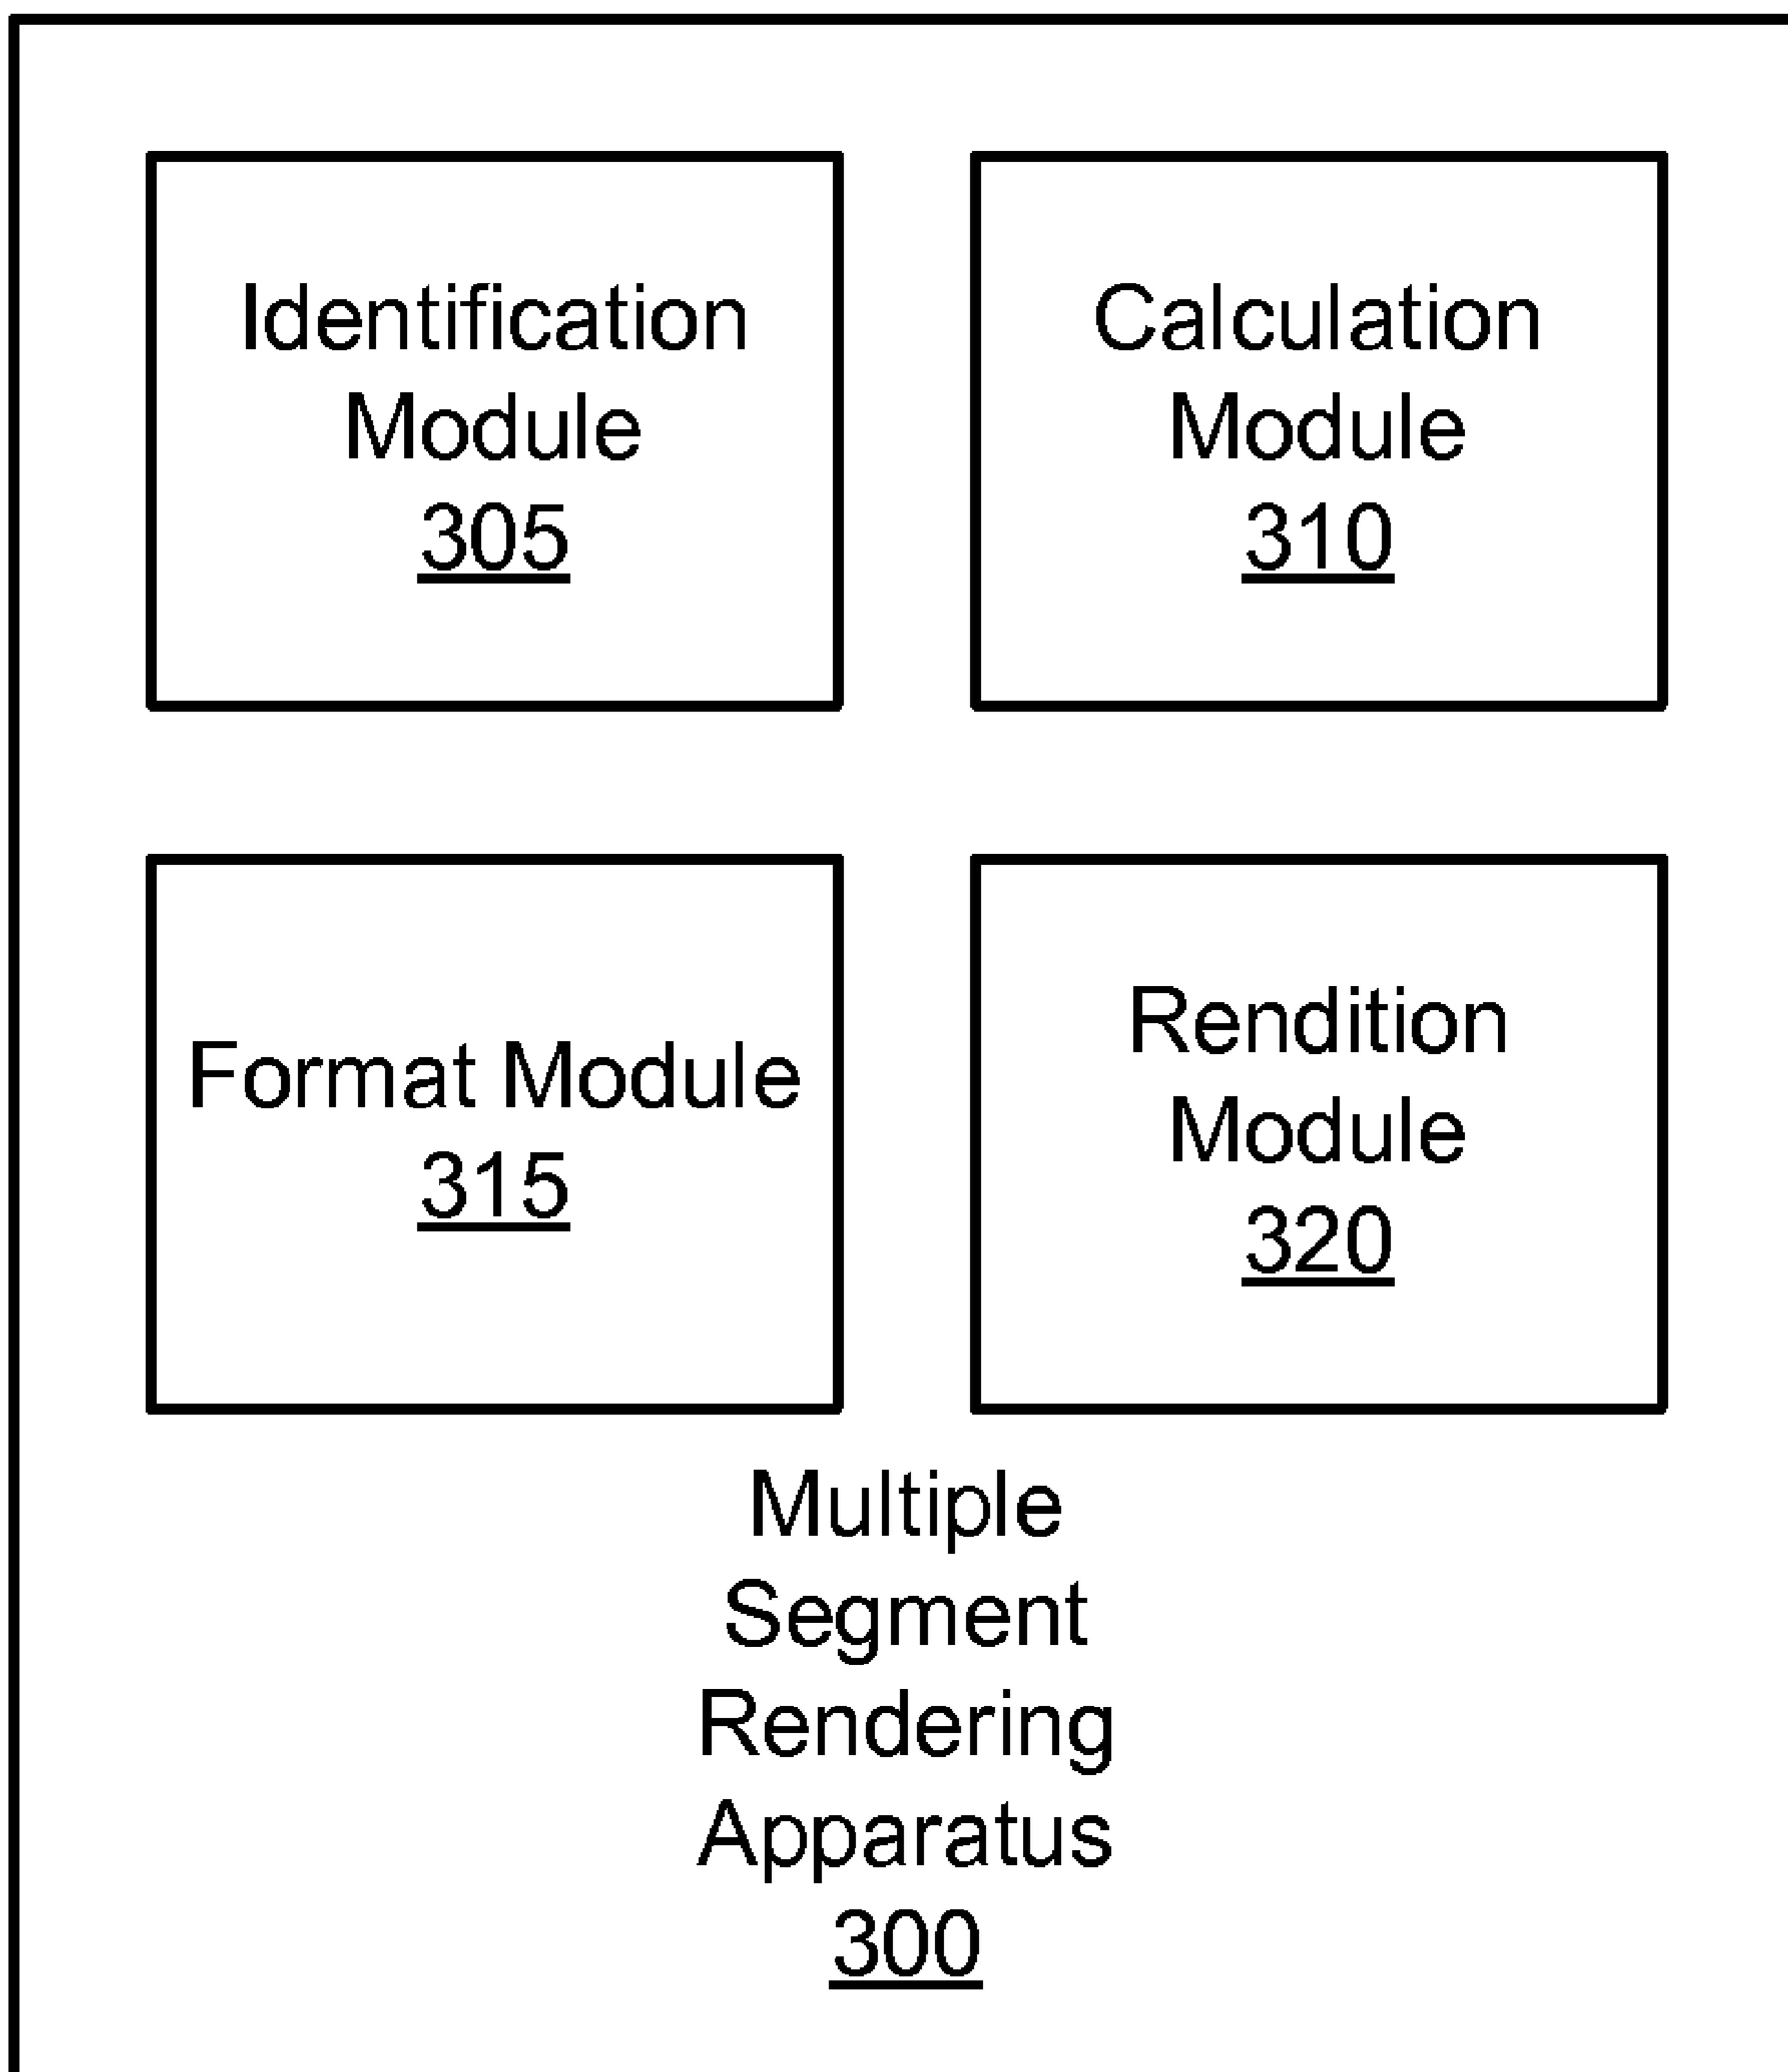 Identification
Module
305
Calculation
Module
310
Format Module
315
Rendition
Module
320
Multiple
Segment
Rendering
Apparatus
300